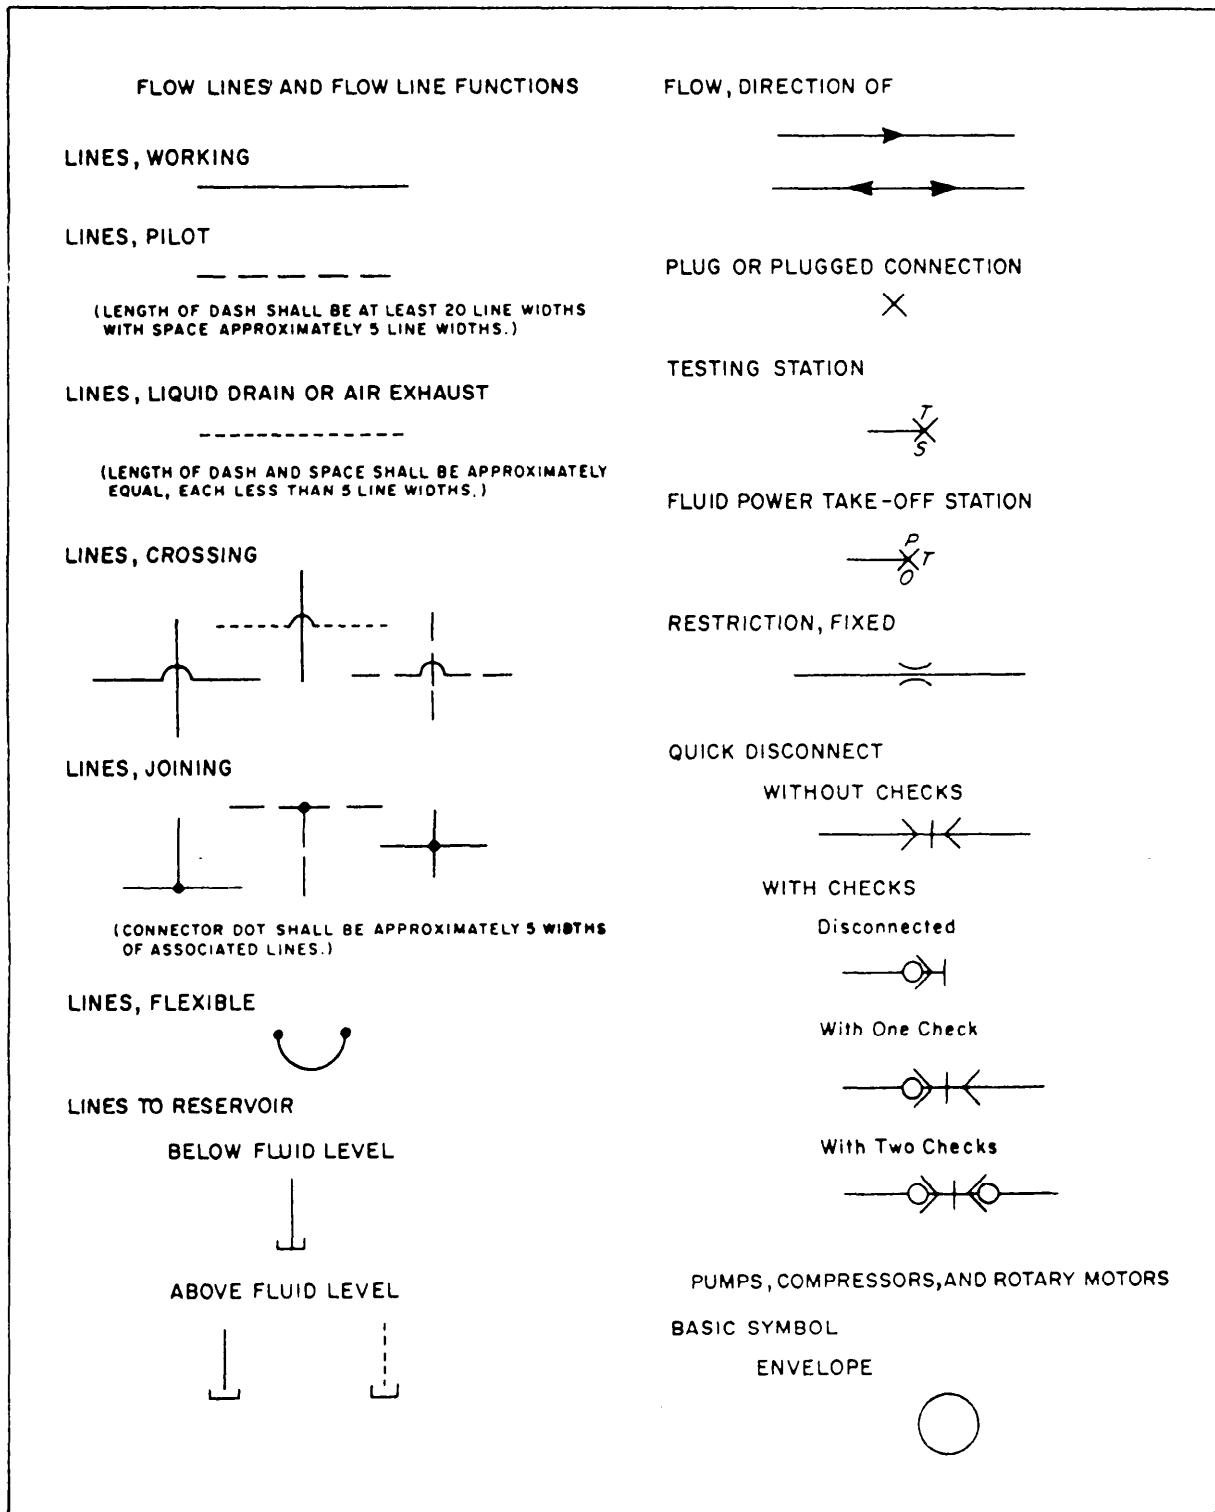 FLOW LINES AND FLOW LINE FUNCTIONS
LINES, WORKING
LINES, PILOT
(LENGTH OF DASH SHALL BE AT LEAST 20 LINE WIDTHS
WITH SPACE APPROXIMATELY 5 LINE WIDTHS.)
LINES, LIQUID DRAIN OR AIR EXHAUST
(LENGTH OF DASH AND SPACE SHALL BE APPROXIMATELY
EQUAL, EACH LESS THAN 5 LINE WIDTHS.)
LINES, CROSSING
LINES, JOINING
(CONNECTOR DOT SHALL BE APPROXIMATELY 5 WIDTHS
OF ASSOCIATED LINES.)
LINES, FLEXIBLE
LINES TO RESERVOIR
BELOW FLUID LEVEL
ABOVE FLUID LEVEL
FLOW, DIRECTION OF
PLUG OR PLUGGED CONNECTION
TESTING STATION
T
S
FLUID POWER TAKE-OFF STATION
P
T
O
RESTRICTION, FIXED
QUICK DISCONNECT
WITHOUT CHECKS
WITH CHECKS
Disconnected
With One Check
With Two Checks
PUMPS, COMPRESSORS, AND ROTARY MOTORS
BASIC SYMBOL
ENVELOPE